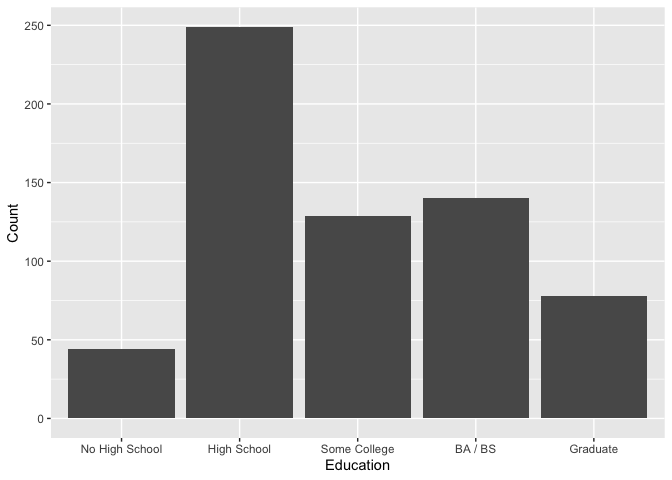 250
200
150
100
50
0
Count
No High School
High School
Some College
BA / BS
Graduate
Education